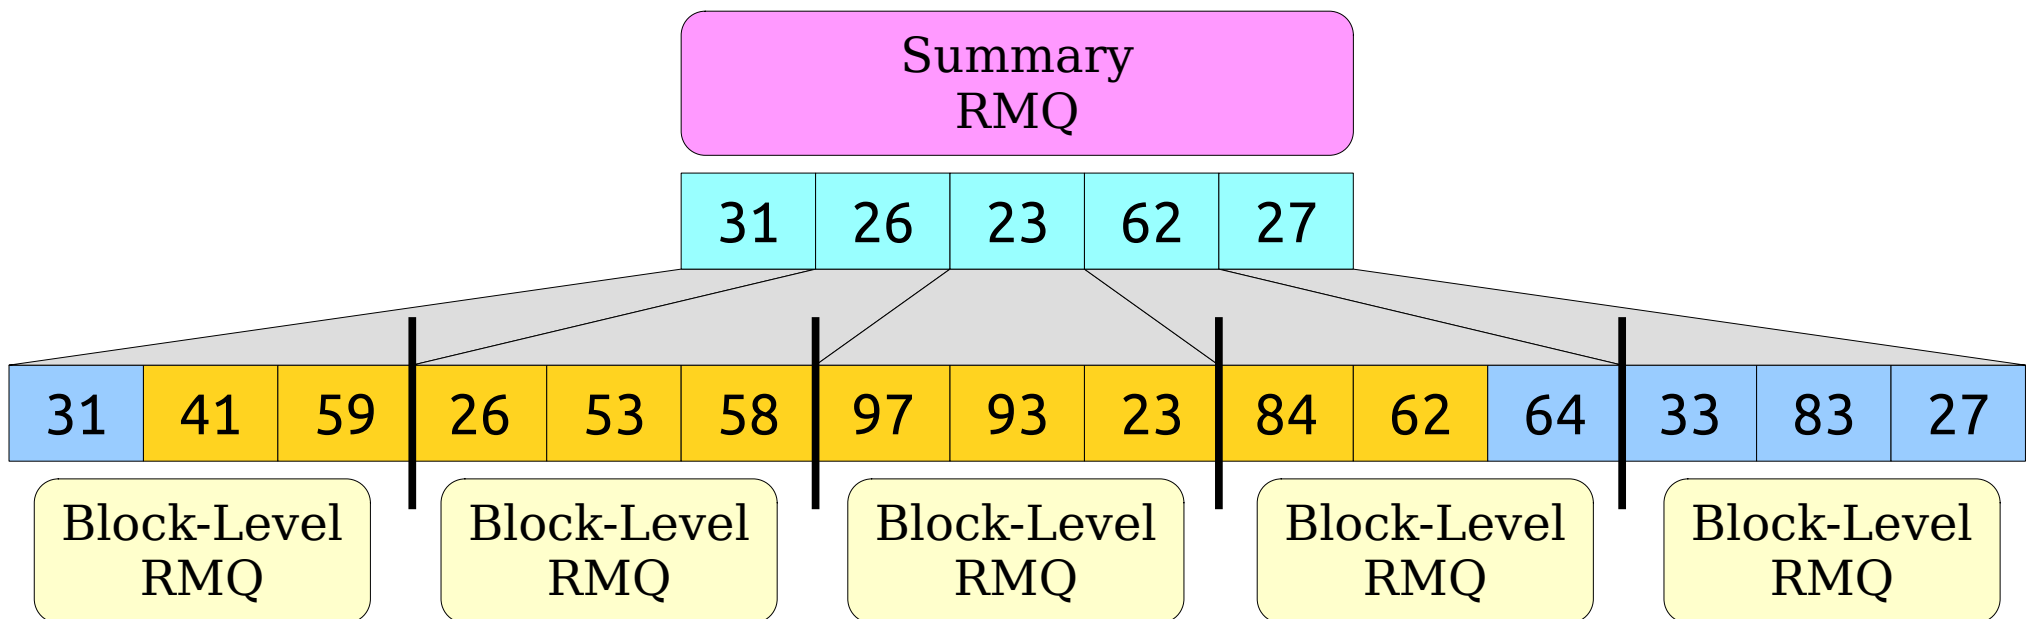 Summary
RMQ
31 26 23 62 27
31 41 59 26 53 58 97 93 23 84 62 64 33 83 27
Block-Level Block-Level Block-Level Block-Level Block-Level
RMQ RMQ RMQ RMQ RMQ